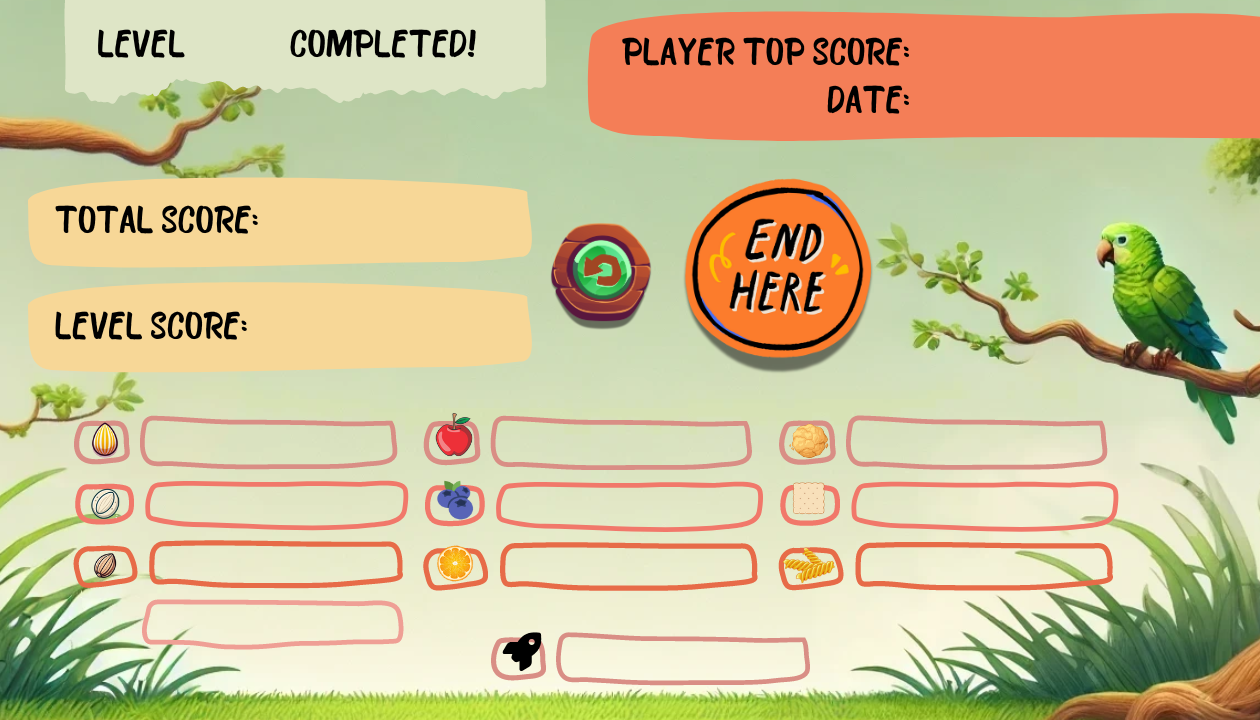 LEVEL COMPLETED!
PLAYER TOP SCORE:
DATE:
TOTAL SCORE:
END
HERE
LEVEL SCORE: